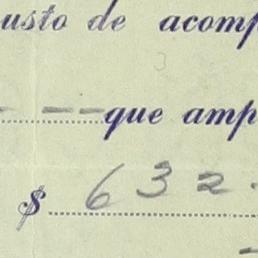 usto de acomp
- - - que amp
$ 632.